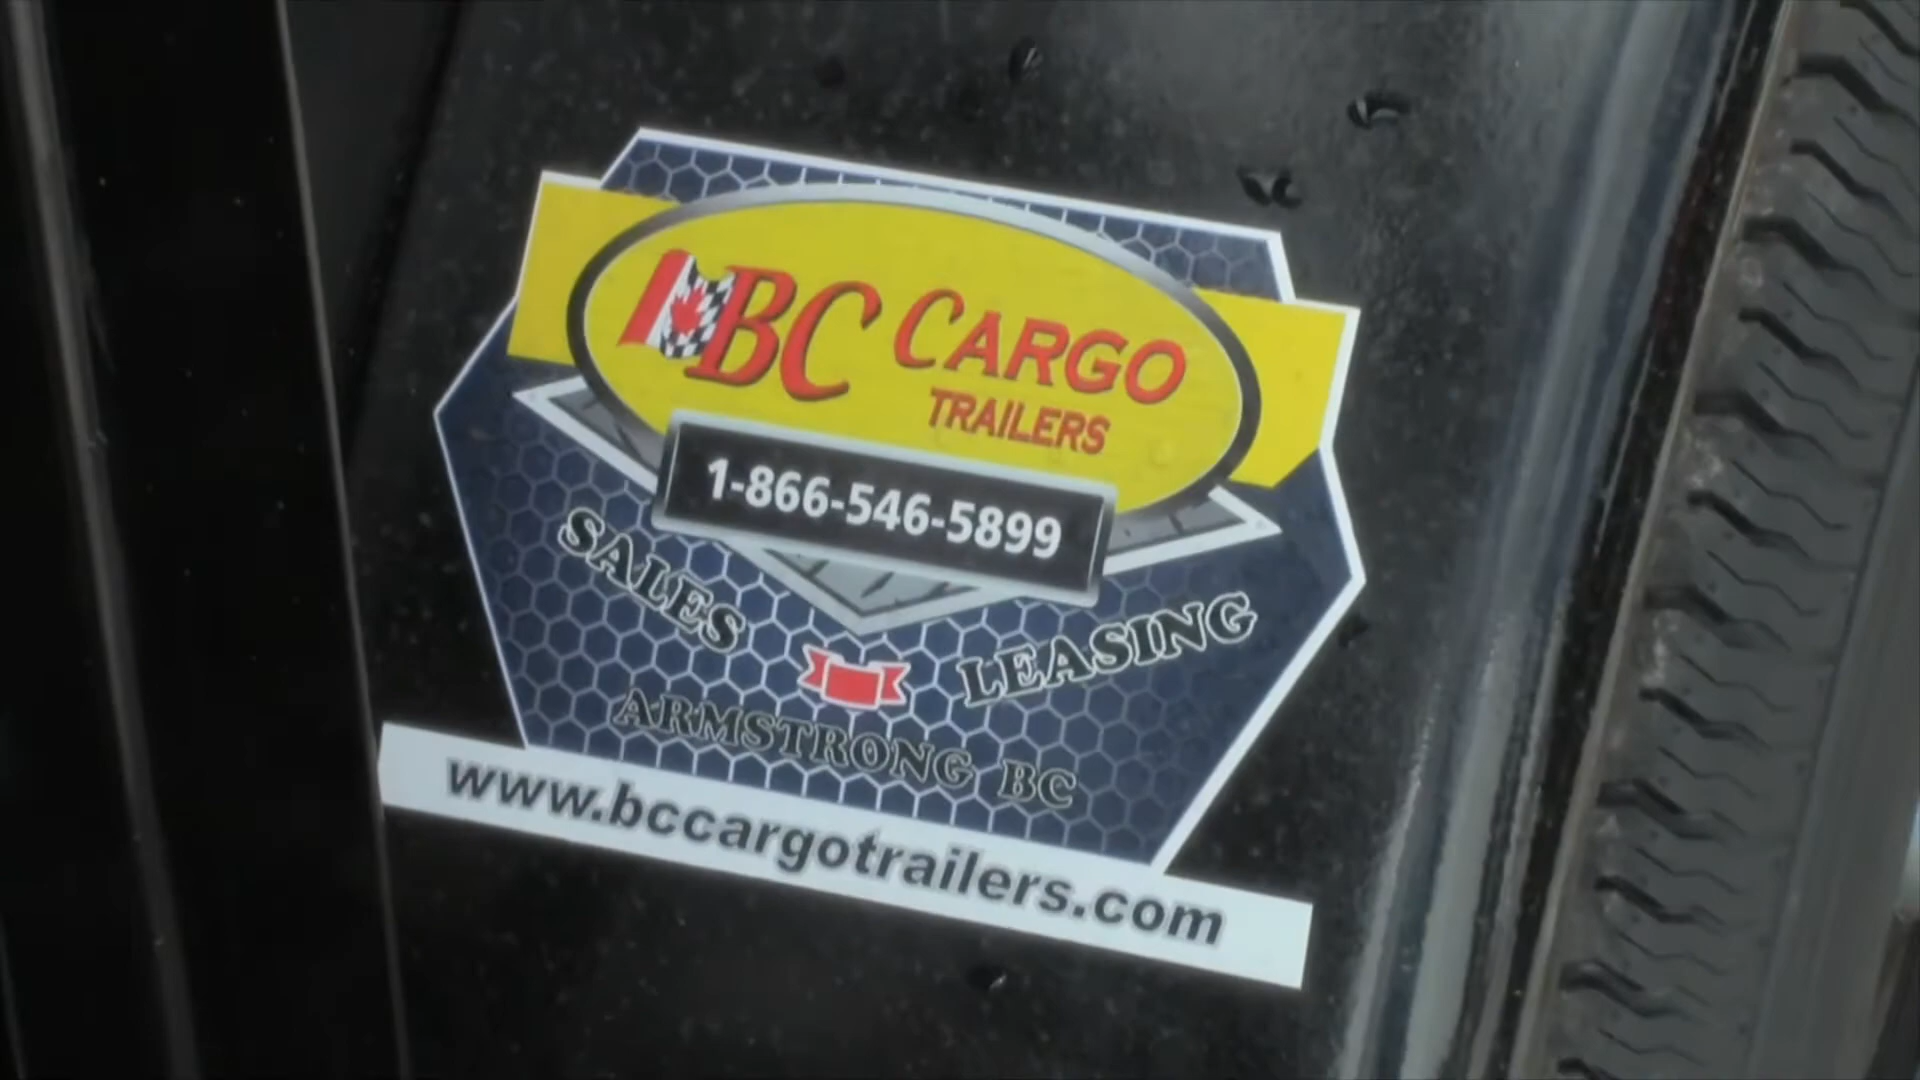 BC CARGO
TRAILERS
1-866-546-5899
SALES
LEASING
ARMSTRONG BC
www.bccargotrailers.com